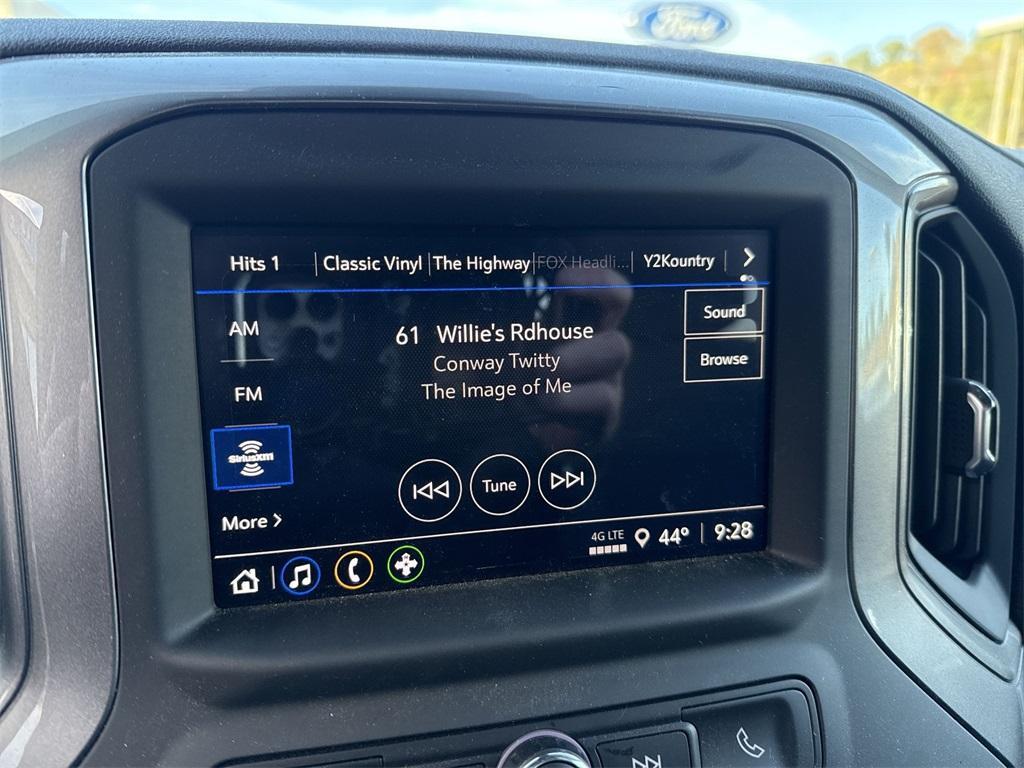 Ford
Hits 1 Classic Vinyl The Highway FOX Headli... Y2Kountry
Sound
AM
61 Willie's Rdhouse
Conway Twitty
Browse
The Image of Me
FM
SiriusXM
Tune
More
4G LTE 44° 9:28